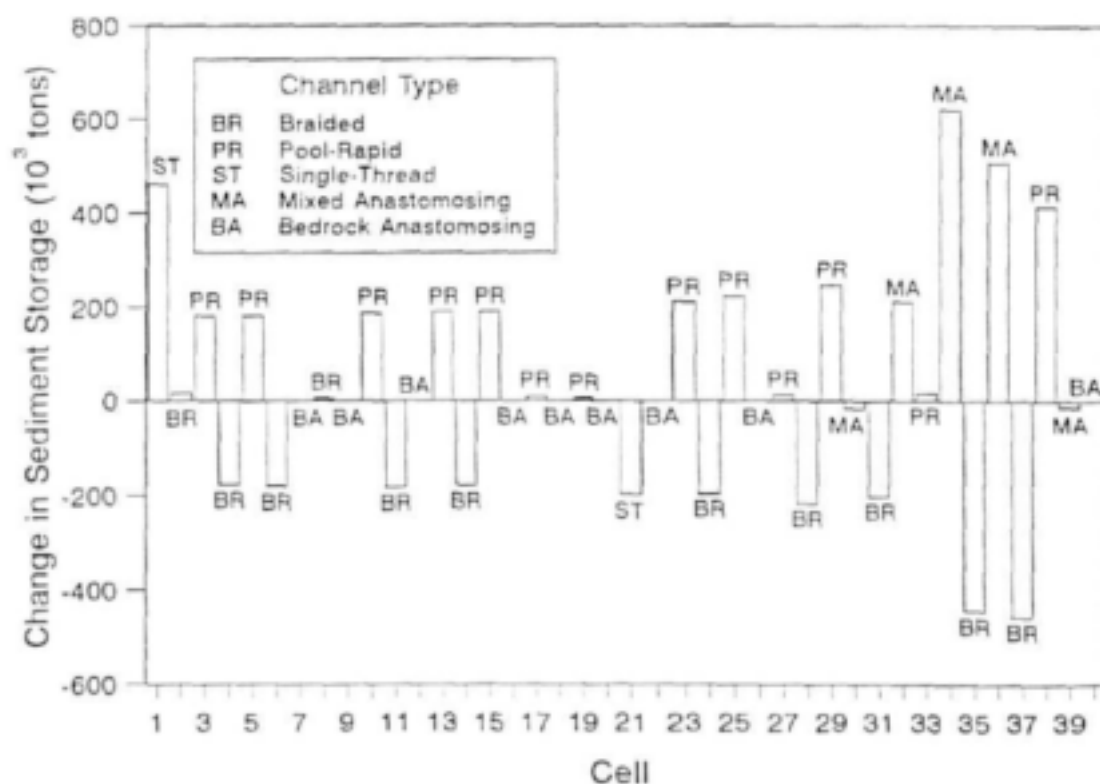 800
600
400
200
0
-200
-400
-600
Change in Sediment Storage (10³ tons)
Channel Type
BR Braided
PR Pool-Rapid
ST Single-Thread
MA Mixed Anastomosing
BA Bedrock Anastomosing
ST
BR
PR
BR
PR
BR
BA
BR
BA
PR
BR
BA
PR
BR
PR
BA
PR
BA
PR
BA
ST
BA
PR
BR
PR
BA
PR
BR
PR
MA
BR
MA
PR
MA
BR
MA
BR
PR
MA
BA
1 3 5 7 9 11 13 15 17 19 21 23 25 27 29 31 33 35 37 39
Cell